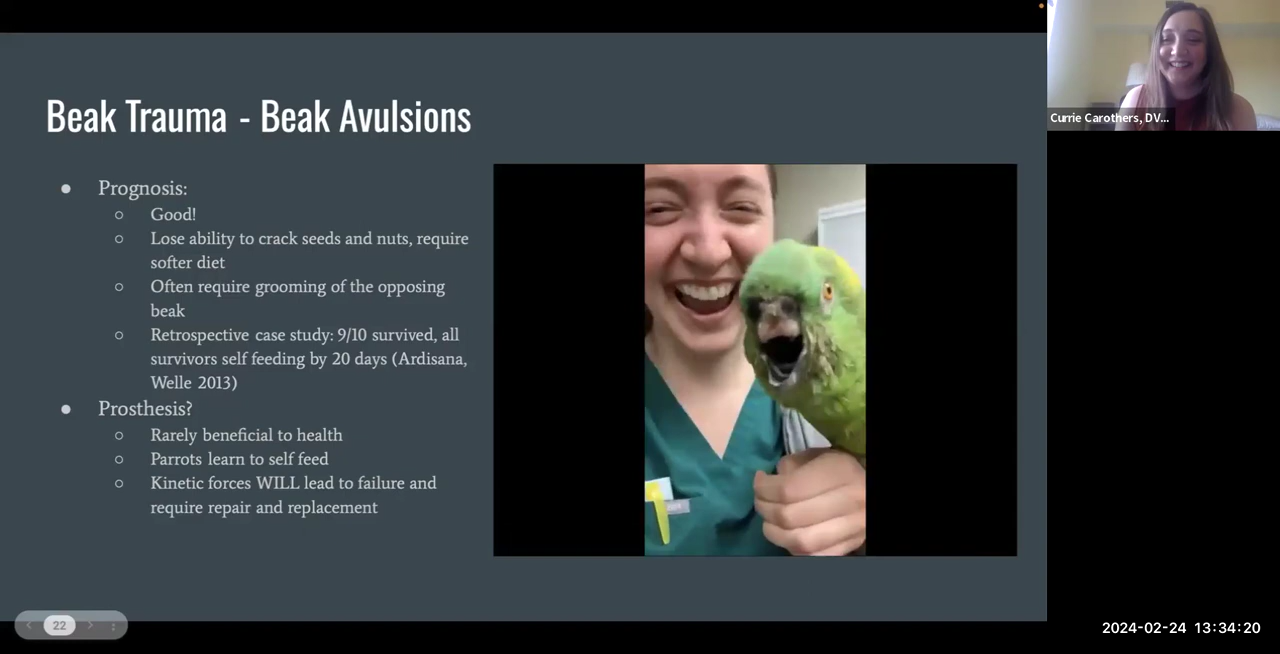 Beak Trauma - Beak Avulsions
● Prognosis:
○ Good!
○ Lose ability to crack seeds and nuts, require
softer diet
○ Often require grooming of the opposing
beak
○ Retrospective case study: 9/10 survived, all
survivors self feeding by 20 days (Ardisana,
Welle 2013)
● Prosthesis?
○ Rarely beneficial to health
○ Parrots learn to self feed
○ Kinetic forces WILL lead to failure and
require repair and replacement
22
Currie Carothers, DV...
2024-02-24 13:34:20